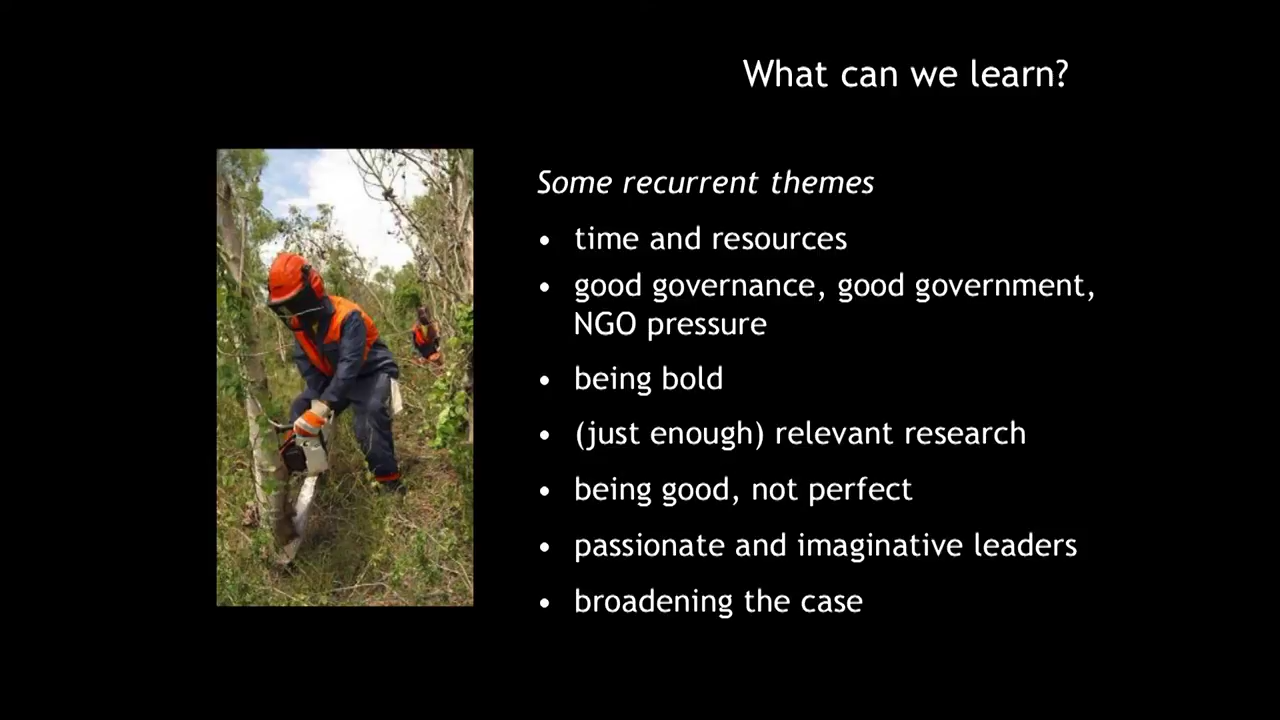 What can we learn?
Some recurrent themes
• time and resources
• good governance, good government,
NGO pressure
• being bold
• (just enough) relevant research
• being good, not perfect
• passionate and imaginative leaders
• broadening the case